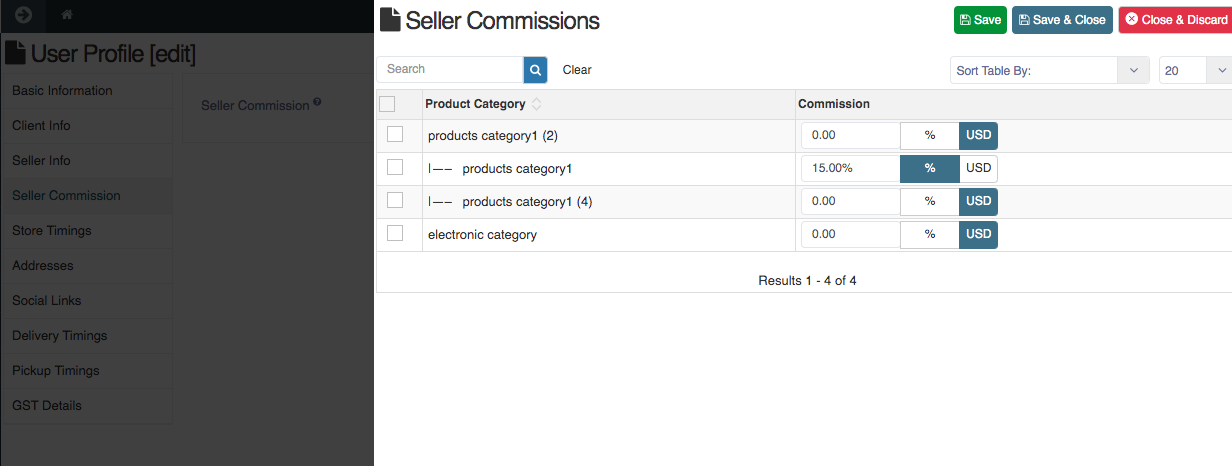 User Profile [edit]
Basic Information
Client Info
Seller Info
Seller Commission
Store Timings
Addresses
Social Links
Delivery Timings
Pickup Timings
GST Details
Seller Commission ?
Seller Commissions
Save
Save & Close
Close & Discard
Search
Clear
Sort Table By:
20
Product Category
Commission
products category1 (2)
0.00 % USD
|−− products category1
15.00% % USD
|−− products category1 (4)
0.00 % USD
electronic category
0.00 % USD
Results 1 - 4 of 4